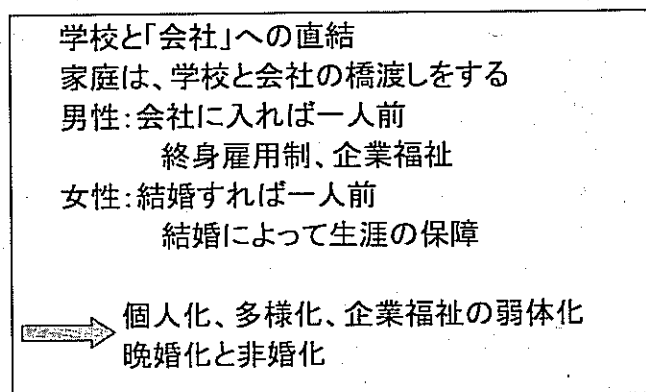 学校と「会社」への直結
家庭は、学校と会社の橋渡しをする
男性:会社に入れば一人前
終身雇用制、企業福祉
女性:結婚すれば一人前
結婚によって生涯の保障
個人化、多様化、企業福祉の弱体化
晩婚化と非婚化